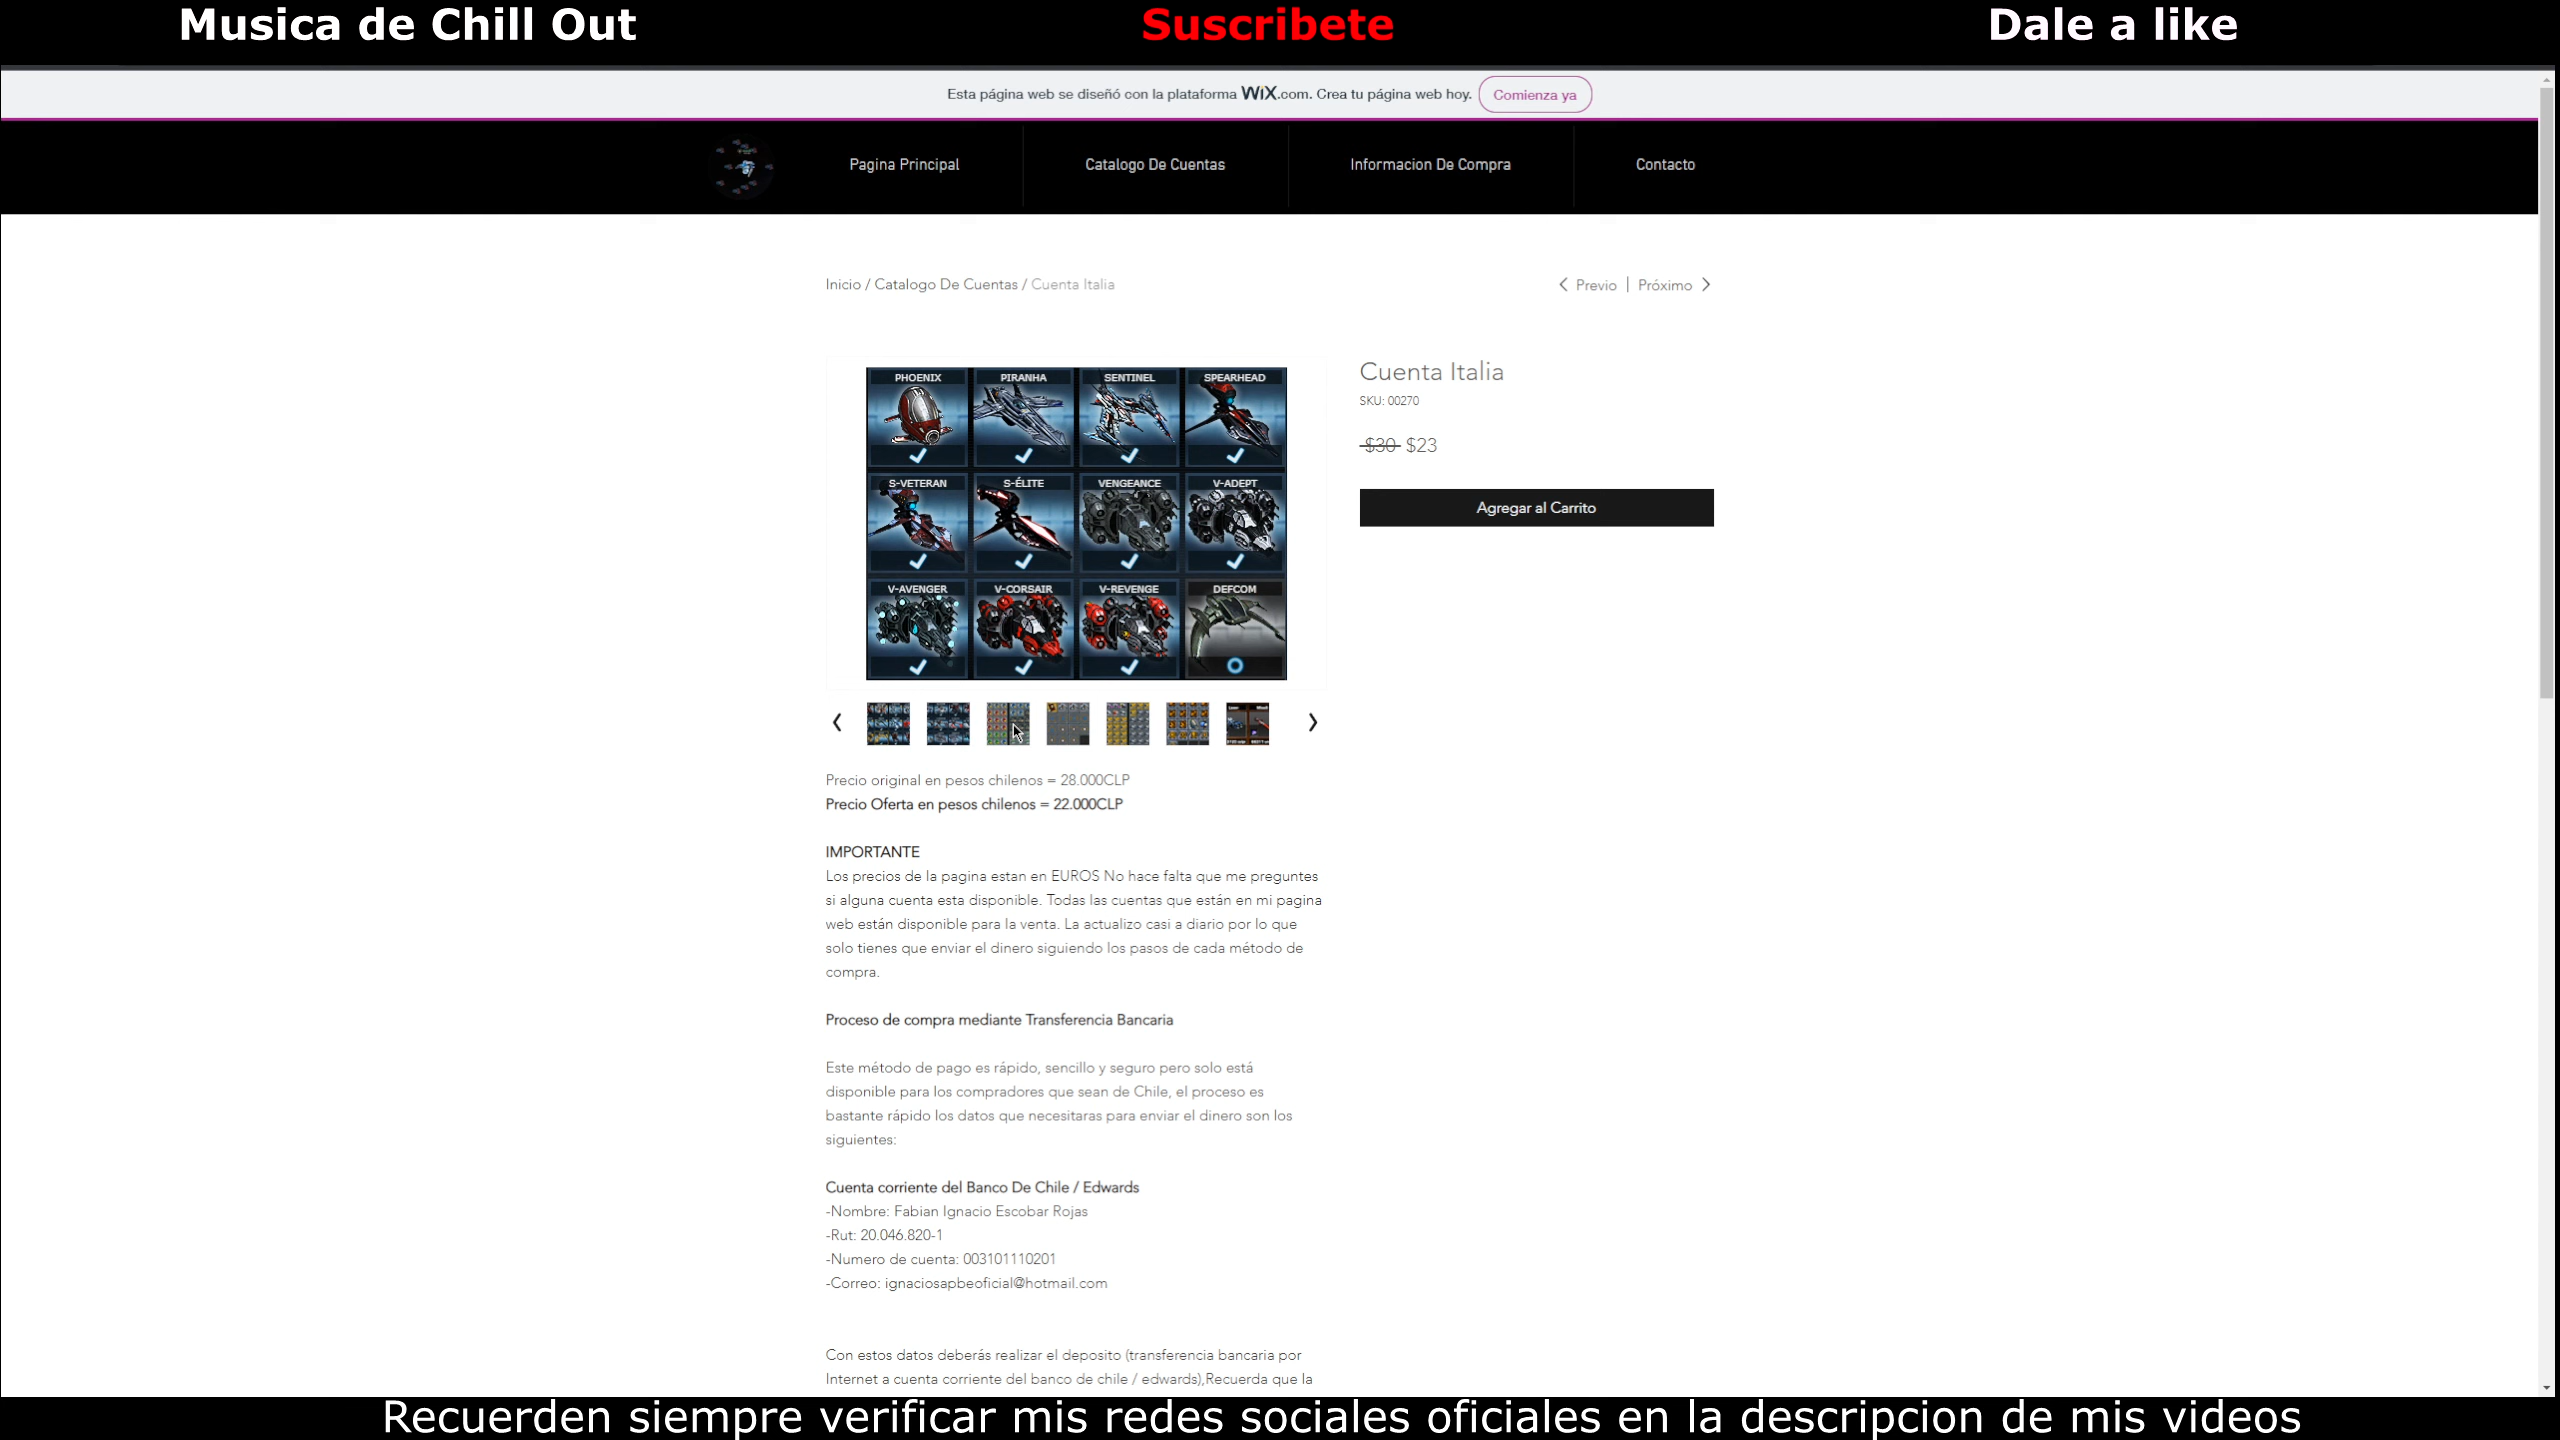 Musica de Chill Out
Suscribete
Dale a like
Esta página web se diseñó con la plataforma WiX.com. Crea tu página web hoy.
Comienza ya
Pagina Principal
Catalogo De Cuentas
Informacion De Compra
Contacto
Inicio / Catalogo De Cuentas / Cuenta Italia
Previo | Próximo
PHOENIX
PIRANHA
SENTINEL
SPEARHEAD
S-VETERAN
S-ÉLITE
VENGEANCE
V-ADEPT
V-AVENGER
V-CORSAIR
V-REVENGE
DEFCOM
Cuenta Italia
SKU: 00270
$30 $23
Agregar al Carrito
Precio original en pesos chilenos = 28.000CLP
Precio Oferta en pesos chilenos = 22.000CLP
IMPORTANTE
Los precios de la pagina estan en EUROS No hace falta que me preguntes
si alguna cuenta esta disponible. Todas las cuentas que están en mi pagina
web están disponible para la venta. La actualizo casi a diario por lo que
solo tienes que enviar el dinero siguiendo los pasos de cada método de
compra.
Proceso de compra mediante Transferencia Bancaria
Este método de pago es rápido, sencillo y seguro pero solo está
disponible para los compradores que sean de Chile, el proceso es
bastante rápido los datos que necesitaras para enviar el dinero son los
siguientes:
Cuenta corriente del Banco De Chile / Edwards
-Nombre: Fabian Ignacio Escobar Rojas
-Rut: 20.046.820-1
-Numero de cuenta: 003101110201
-Correo: ignaciosapbeoficial@hotmail.com
Con estos datos deberás realizar el deposito (transferencia bancaria por
Internet a cuenta corriente del banco de chile / edwards),Recuerda que la
Recuerden siempre verificar mis redes sociales oficiales en la descripcion de mis videos